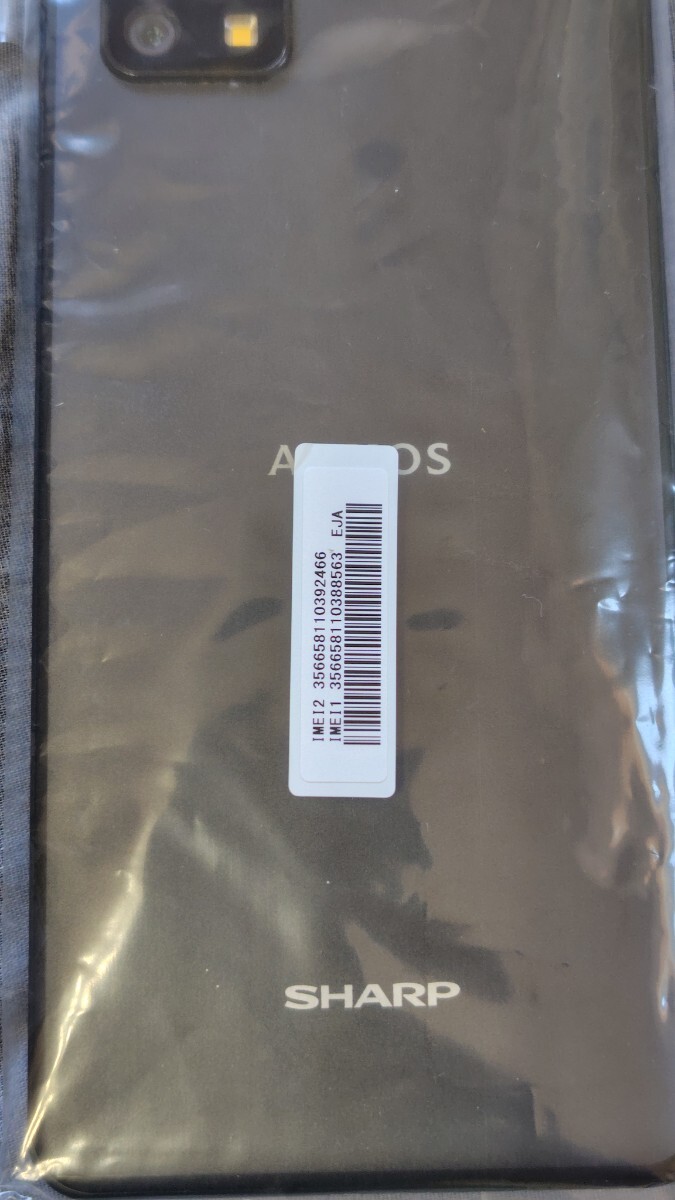 A OS
IMEI2 356658110392466
IMEI1 356658110388563 EJA
SHARP